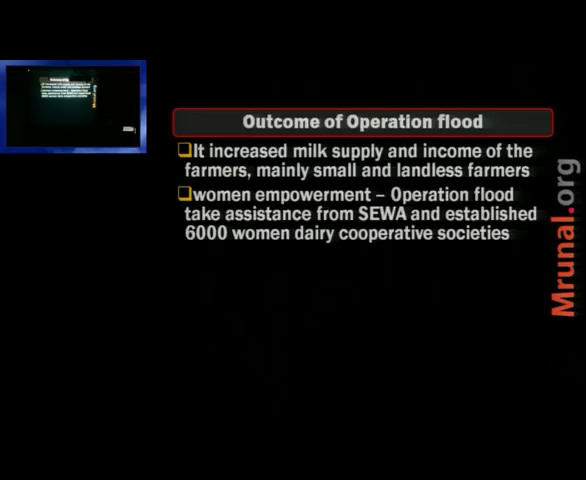 Outcome of Operation flood
It increased milk supply and income of the
farmers, mainly small and landless farmers
women empowerment – Operation flood
take assistance from SEWA and established
6000 women dairy cooperative societies
Mrunal.org